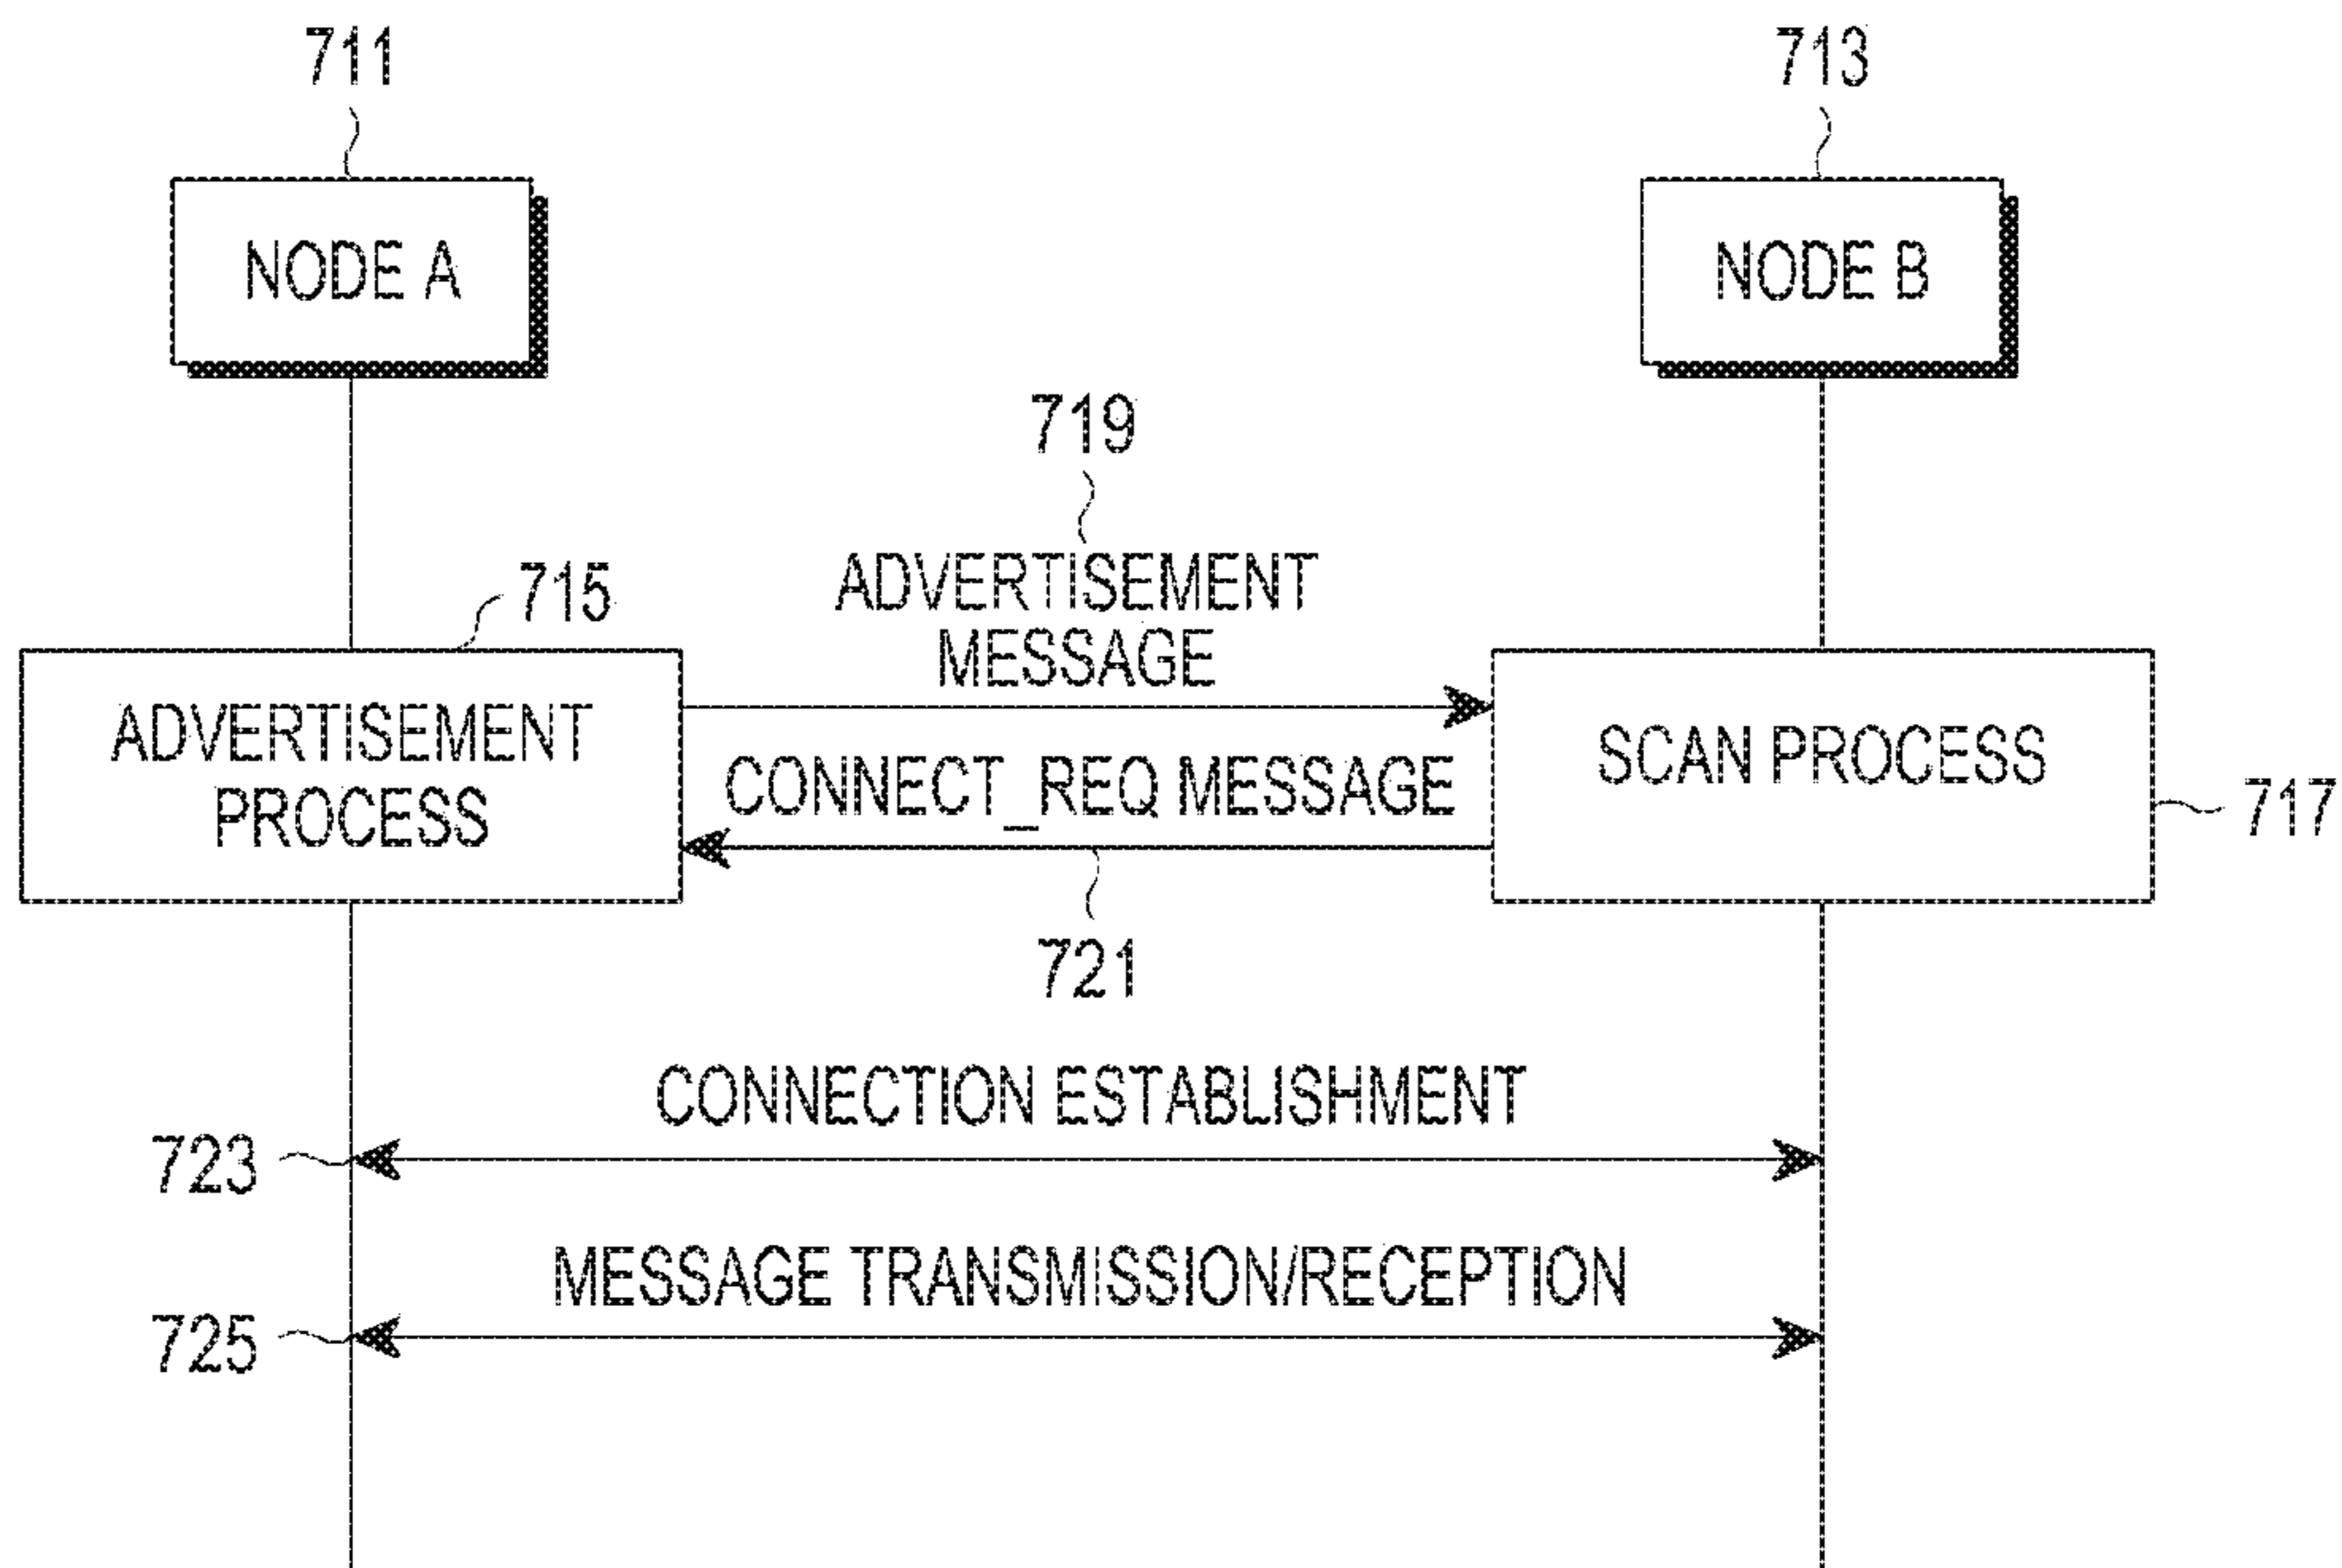 711
713
NODE A
NODE B
719
ADVERTISEMENT
MESSAGE
715
ADVERTISEMENT
PROCESS
CONNECT_REQ MESSAGE
SCAN PROCESS
717
721
CONNECTION ESTABLISHMENT
723
MESSAGE TRANSMISSION/RECEPTION
725